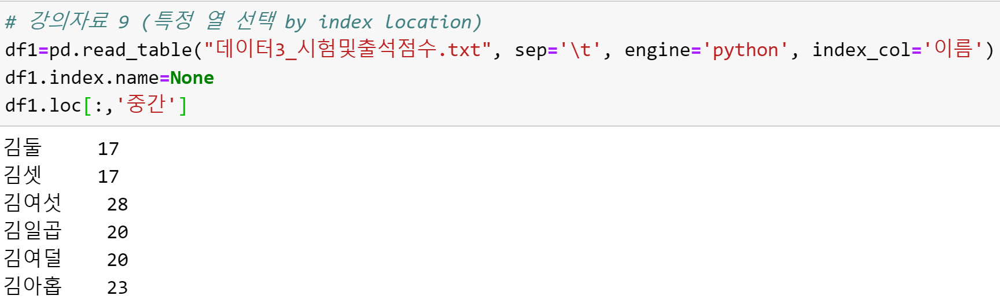 # 강의자료 9 (특정 열 선택 by index location)
df1=pd.read_table("데이터3_시험및출석점수.txt", sep='\t', engine='python', index_col='이름')
df1.index.name=None
df1.loc[:,'중간']
김둘 17
김셋 17
김여섯 28
김일곱 20
김여덜 20
김아홉 23